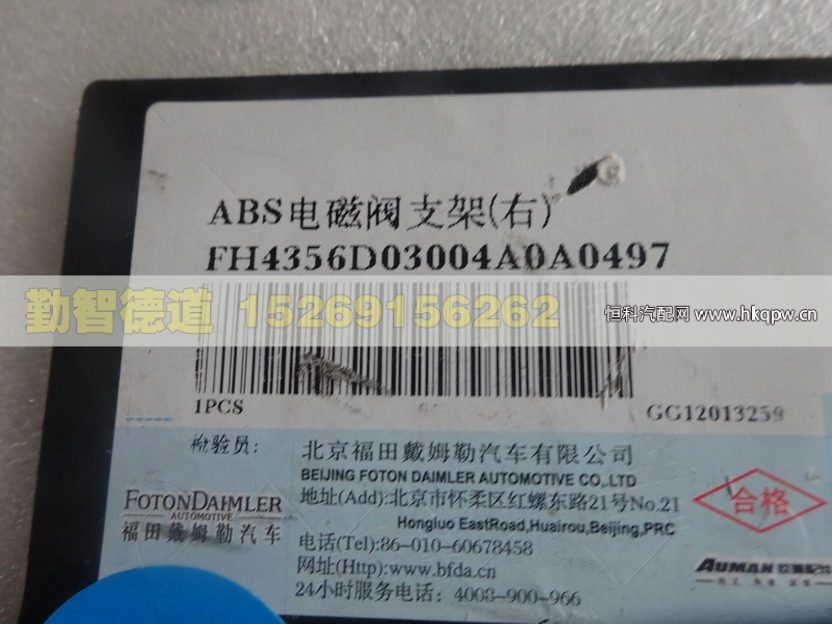 ABS电磁阀支架(右)
FH4356D03004A0A0497
勤智德道 15269156262
恒科汽配网 www.hkqpw.cn
1PCS
GG12013259
检验员:
北京福田戴姆勒汽车有限公司
BEIJING FOTON DAIMLER AUTOMOTIVE CO,.LTD
地址(Add):北京市怀柔区红螺东路21号No.21
Hongluo EastRoad,Huairou,Beijing,PRC
电话(Tel):86-010-60678458
网址(Http):www.bfda.cn
24小时服务电话: 4008-900-966
FOTONDAIMLER
AUTOMOTIVE
福田戴姆勒汽车
合格
AUMAN